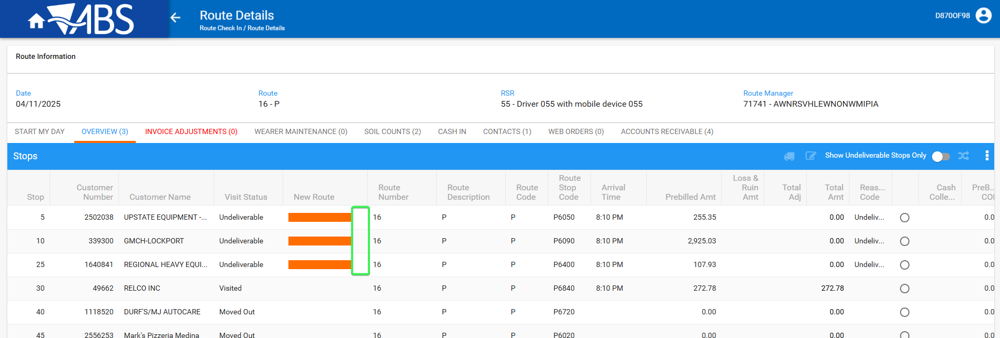 ABS
Route Details
Route Check In / Route Details
D870OF98
Route Information
Date
04/11/2025
Route
16 - P
RSR
55 - Driver 055 with mobile device 055
Route Manager
71741 - AWNRSVHLEWNONWMIPIA
START MY DAY OVERVIEW (3) INVOICE ADJUSTMENTS (0) WEARER MAINTENANCE (0) SOIL COUNTS (2) CASH IN CONTACTS (1) WEB ORDERS (0) ACCOUNTS RECEIVABLE (4)
Stops Show Undeliverable Stops Only
Stop
Customer
Number
Customer Name
Visit Status
New Route
Route
Number
Route
Description
Route
Code
Route
Stop
Code
Arrival
Time
Prebilled Amt
Loss &
Ruin
Amt
Total
Adj
Total
Amt
Reas...
Code
Cash
Colle...
PreB...
COI
5 2502038 UPSTATE EQUIPMENT -... Undeliverable 16 P P P6050 8:10 PM 255.35 0.00 Undeliv... 0.0
10 339300 GMCH-LOCKPORT Undeliverable 16 P P P6090 8:10 PM 2,925.03 0.00 Undeliv... 0.0
25 1640841 REGIONAL HEAVY EQUI... Undeliverable 16 P P P6400 8:10 PM 107.93 0.00 Undeliv... 0.0
30 49662 RELCO INC Visited 16 P P P6840 8:10 PM 272.78 272.78 0.0
40 1118520 DURF'S/MJ AUTOCARE Moved Out 16 P P P6720 0.00 0.00 0.0
45 2556253 Mark's Pizzeria Medina Moved Out 16 P P P6020 0.00 0.00 0.0